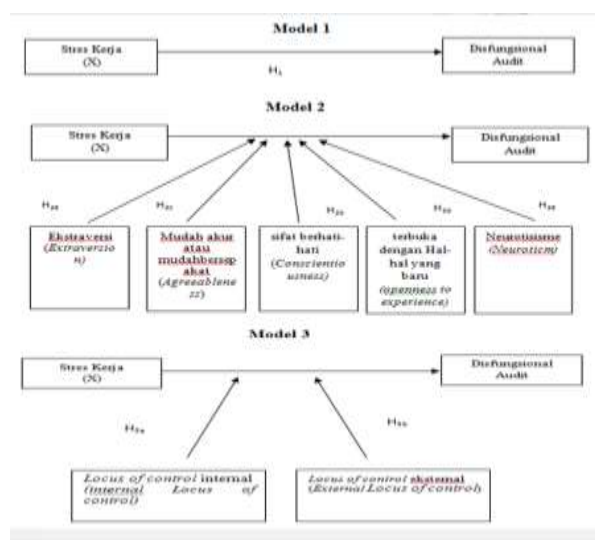 Model 1
Stres Kerja
(X)
Disfungsional
Audit
H₁
Model 2
Stres Kerja
(X)
Disfungsional
Audit
Ekstraversi
(Extraversio
n)
Mudah akur
atau
mudahbersep
akat
(Agreeablene
ss)
sifat berhati-
hati
(Conscientio
usness)
terbuka
dengan Hal-
hal yang
baru
(openness to
experience)
Neurotisisme
(Neuroticm)
Model 3
Stres Kerja
(X)
Disfungsional
Audit
H₃ₐ
Locus of control internal
(internal Locus of
control)
Locus of control eksternal
(External Locus of control)